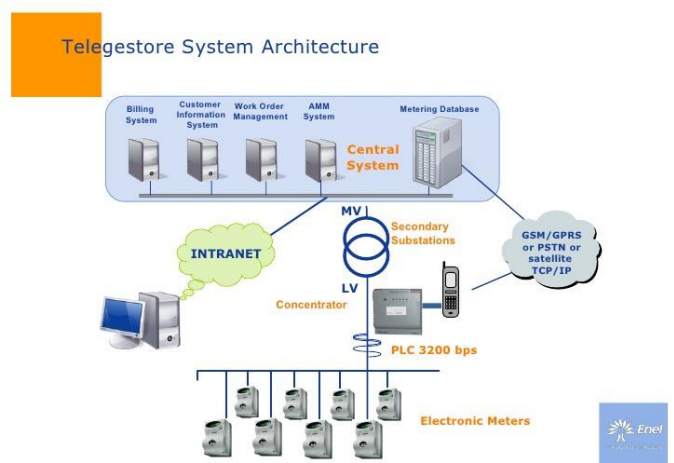 Telegestore System Architecture
Billing
System
Customer
Information
System
Work Order
Management
AMM
System
Metering Database
Central
System
MV
Secondary
Substations
INTRANET
GSM/GPRS
or PSTN or
satellite
TCP/IP
LV
Concentrator
PLC 3200 bps
Electronic Meters
Enel